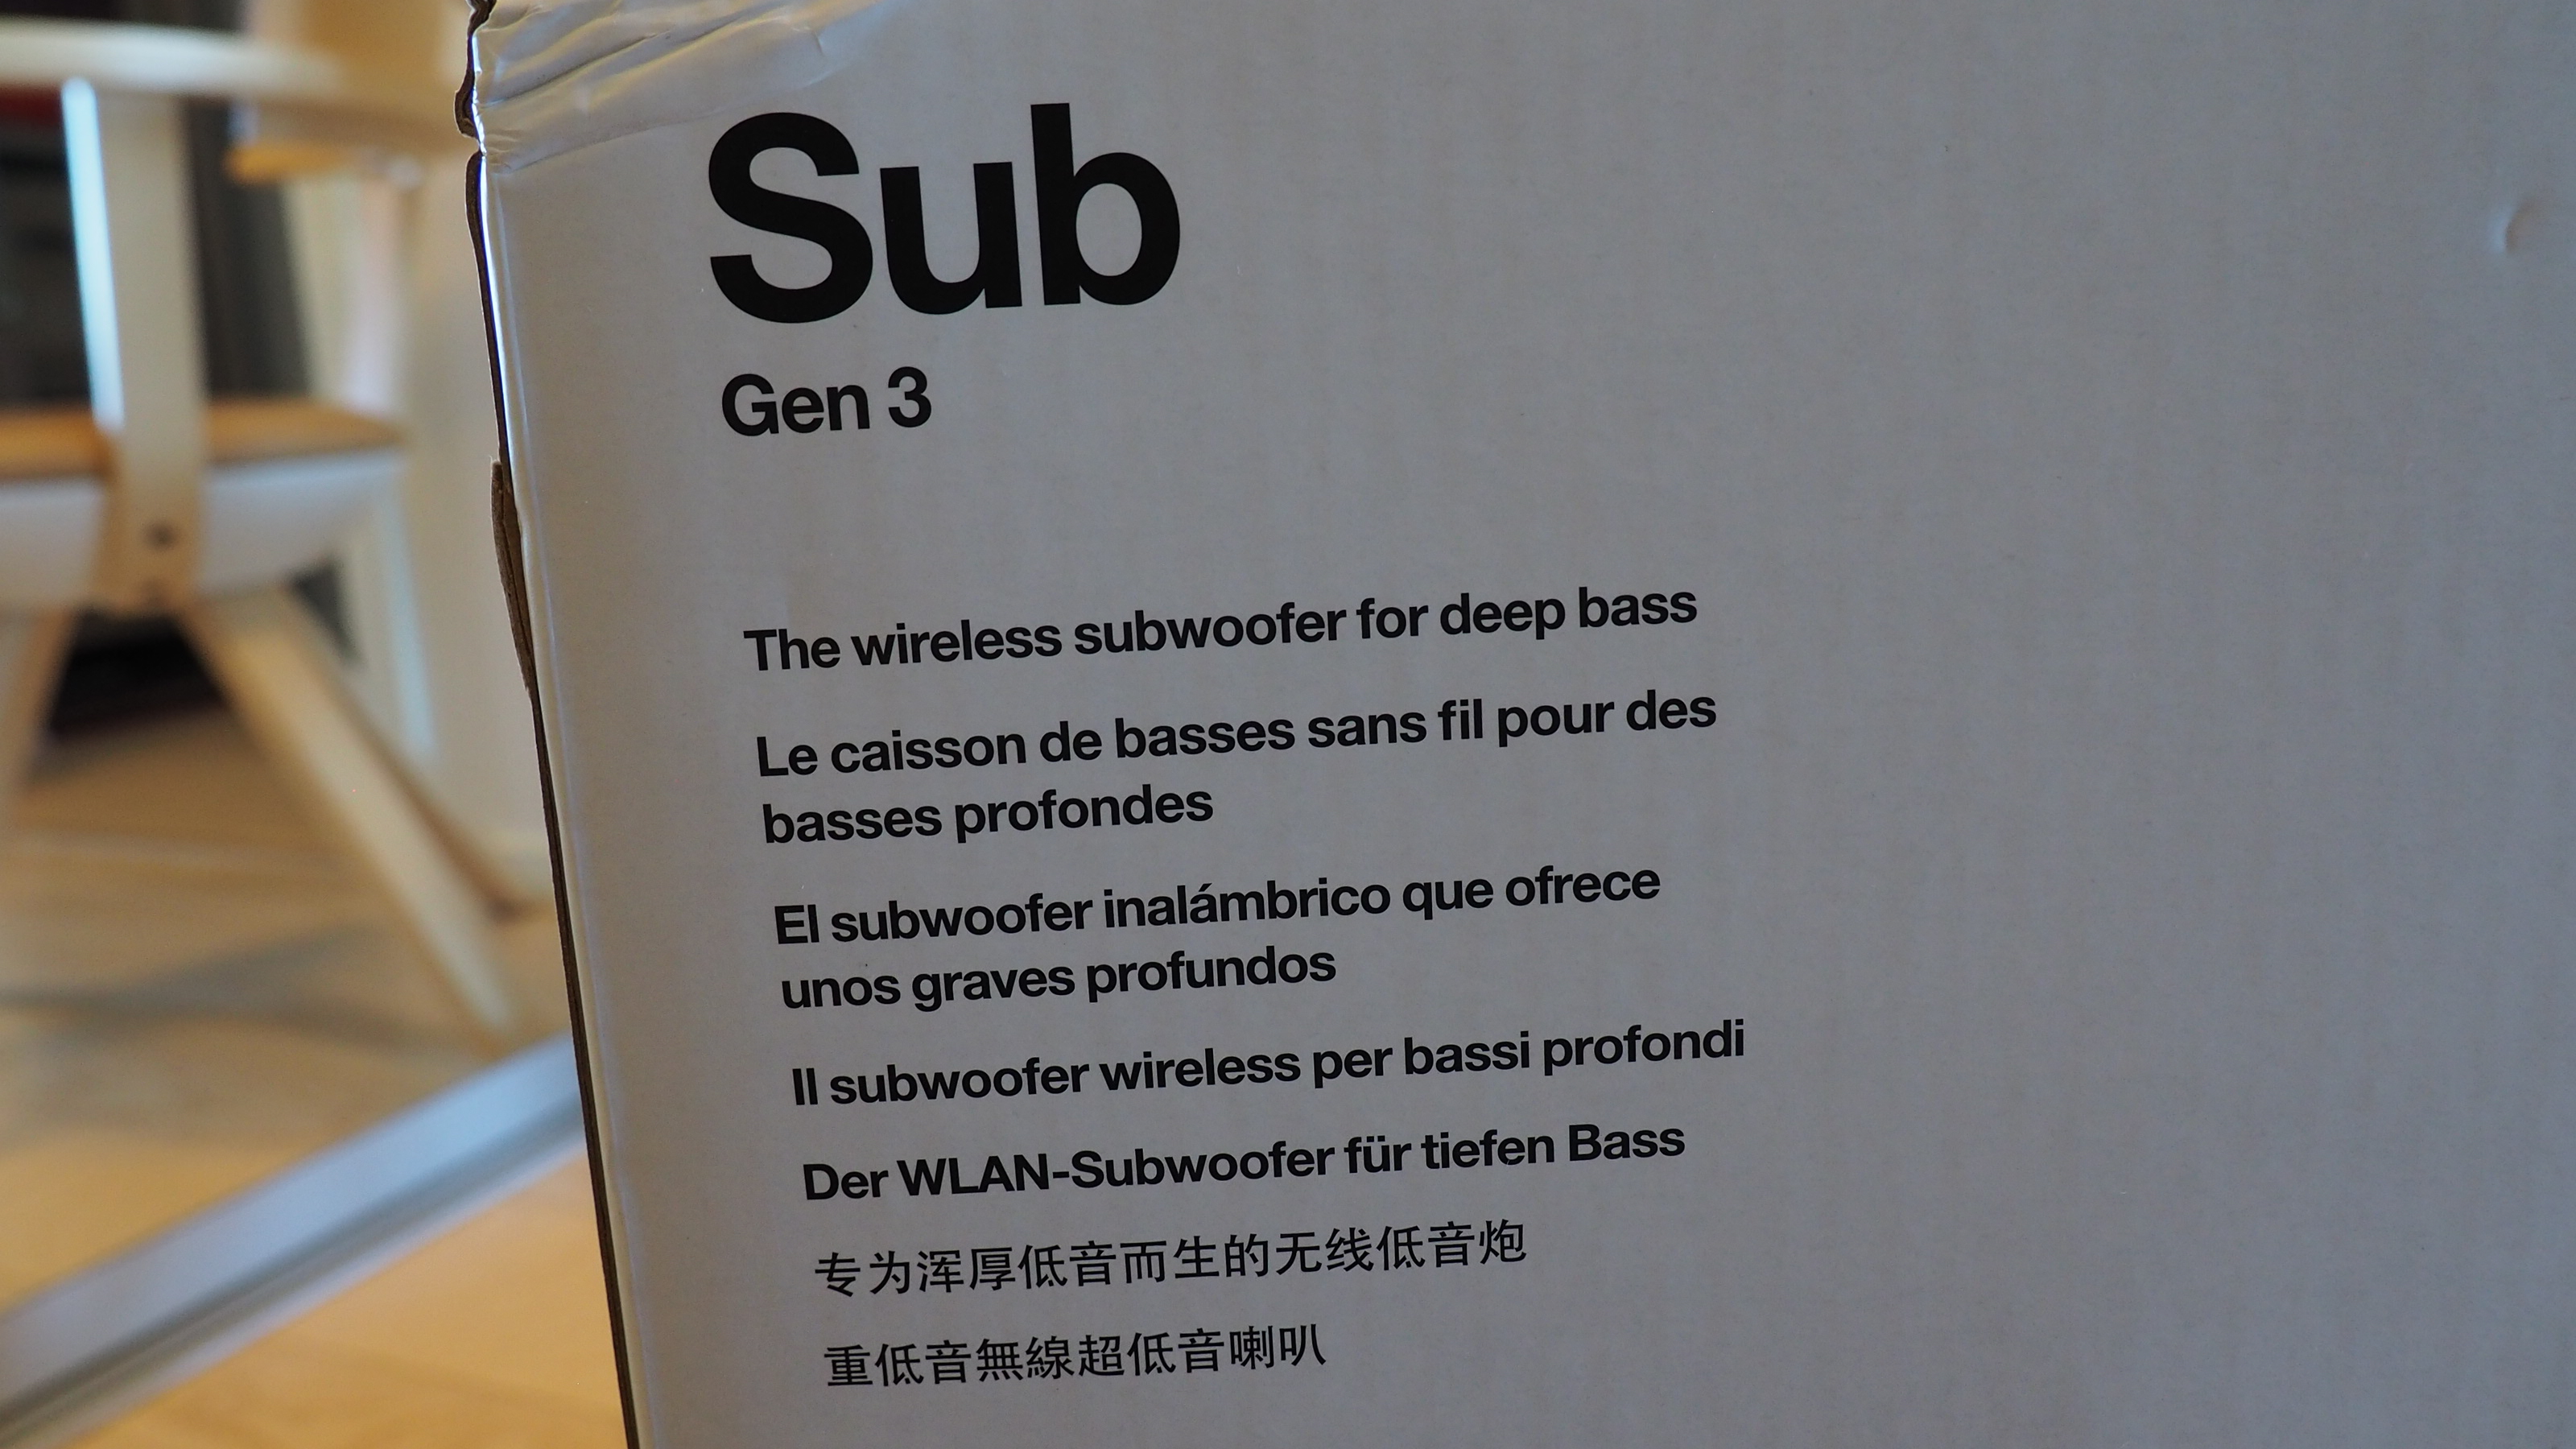 Sub
Gen 3
The wireless subwoofer for deep bass
Le caisson de basses sans fil pour des
basses profondes
El subwoofer inalámbrico que ofrece
unos graves profundos
Il subwoofer wireless per bassi profondi
Der WLAN-Subwoofer für tiefen Bass
专为浑厚低音而生的无线低音炮
重低音無線超低音喇叭